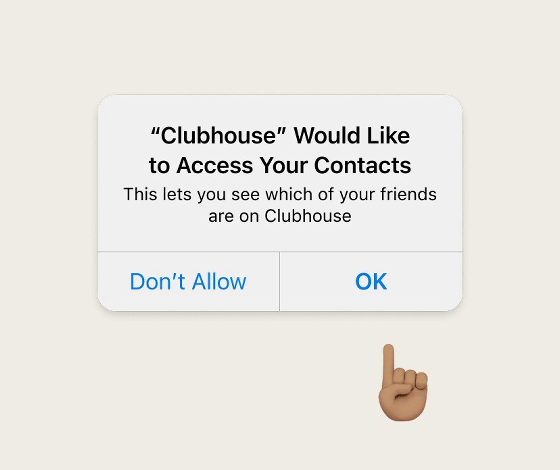 “Clubhouse” Would Like
to Access Your Contacts
This lets you see which of your friends
are on Clubhouse
Don’t Allow
OK